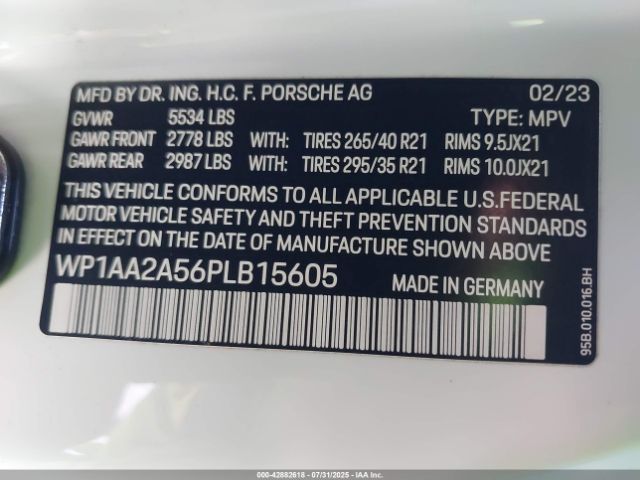 MFD BY DR. ING. H.C. F. PORSCHE AG 02/23
GVWR 5534 LBS TYPE: MPV
GAWR FRONT 2778 LBS WITH: TIRES 265/40 R21 RIMS 9.5JX21
GAWR REAR 2987 LBS WITH: TIRES 295/35 R21 RIMS 10.0JX21
THIS VEHICLE CONFORMS TO ALL APPLICABLE U.S.FEDERAL
MOTOR VEHICLE SAFETY AND THEFT PREVENTION STANDARDS
IN EFFECT ON THE DATE OF MANUFACTURE SHOWN ABOVE
WP1AA2A56PLB15605 MADE IN GERMANY
95B.010.016.BH
000-42882618 - 07/31/2025 - IAAI.CA